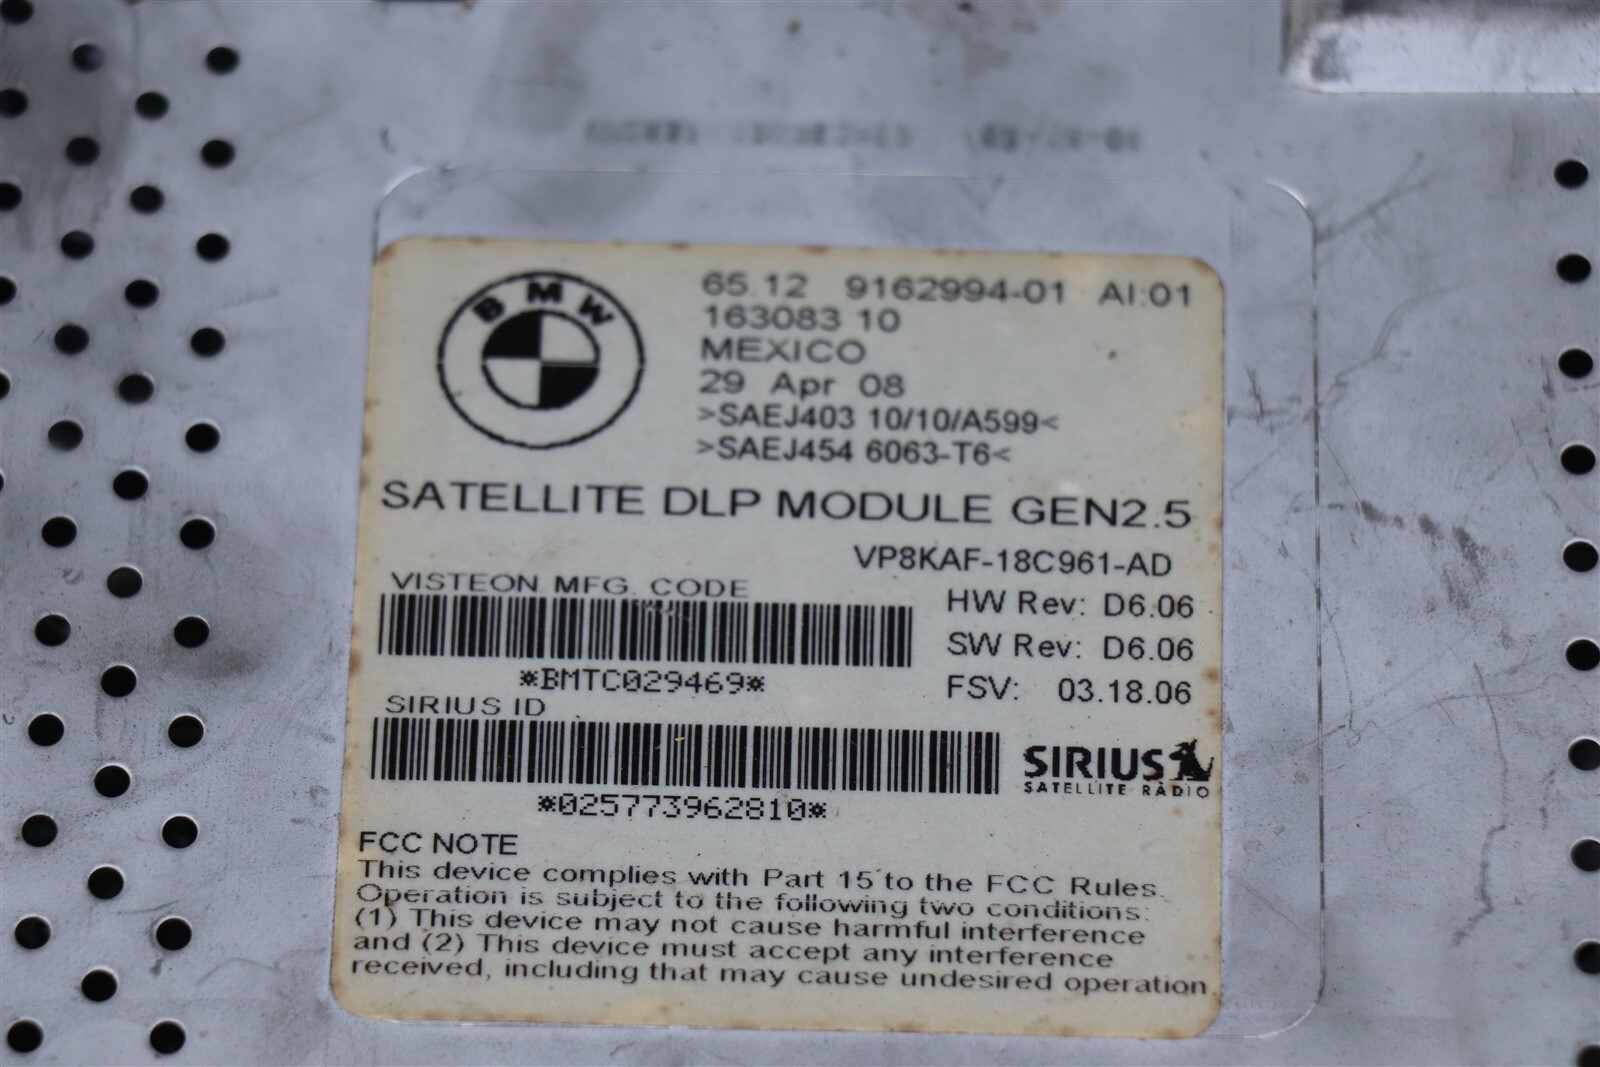 BMW
65.12 9162994-01 AI:01
163083 10
MEXICO
29 Apr 08
>SAEJ403 10/10/A599<
>SAEJ454 6063-T6<
SATELLITE DLP MODULE GEN2.5
VP8KAF-18C961-AD
VISTEON MFG. CODE
HW Rev: D6.06
SW Rev: D6.06
*BMTC029469*
FSV: 03.18.06
SIRIUS ID
SIRIUS
SATELLITE RADIO
*025773962810*
FCC NOTE
This device complies with Part 15 to the FCC Rules.
Operation is subject to the following two conditions:
(1) This device may not cause harmful interference
and (2) This device must accept any interference
received, including that may cause undesired operation